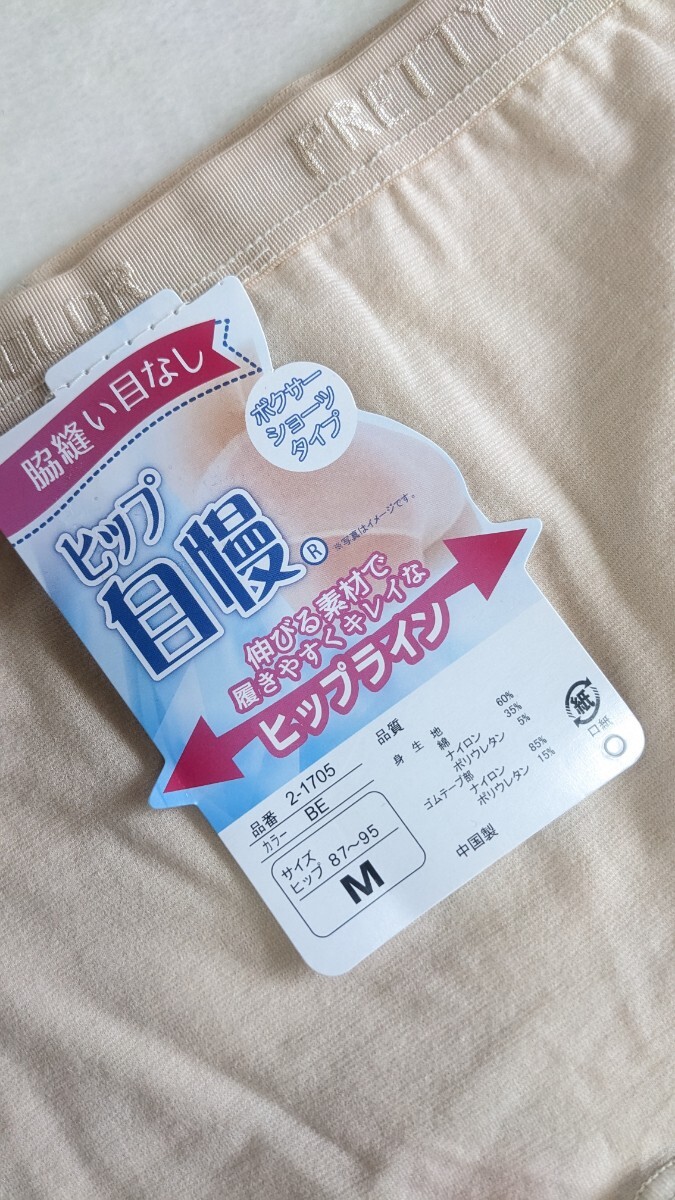 PRETTY
ULOR
脇縫い目なし
ボクサー
ショーツ
タイプ
ヒップ
自慢®
※写真はイメージです。
伸びる素材で
履きやすくキレイな
ヒップライン
品番 2-1705
カラー BE
サイズ
ヒップ 87〜95
M
品質
身生地
綿 60%
ナイロン 35%
ポリウレタン 5%
ゴムテープ部
ナイロン 85%
ポリウレタン 15%
中国製
紙
口紙